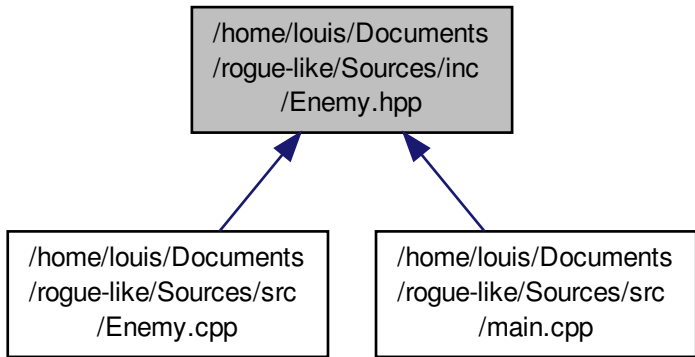 /home/louis/Documents
/rogue-like/Sources/inc
/Enemy.hpp
/home/louis/Documents
/rogue-like/Sources/src
/Enemy.cpp
/home/louis/Documents
/rogue-like/Sources/src
/main.cpp